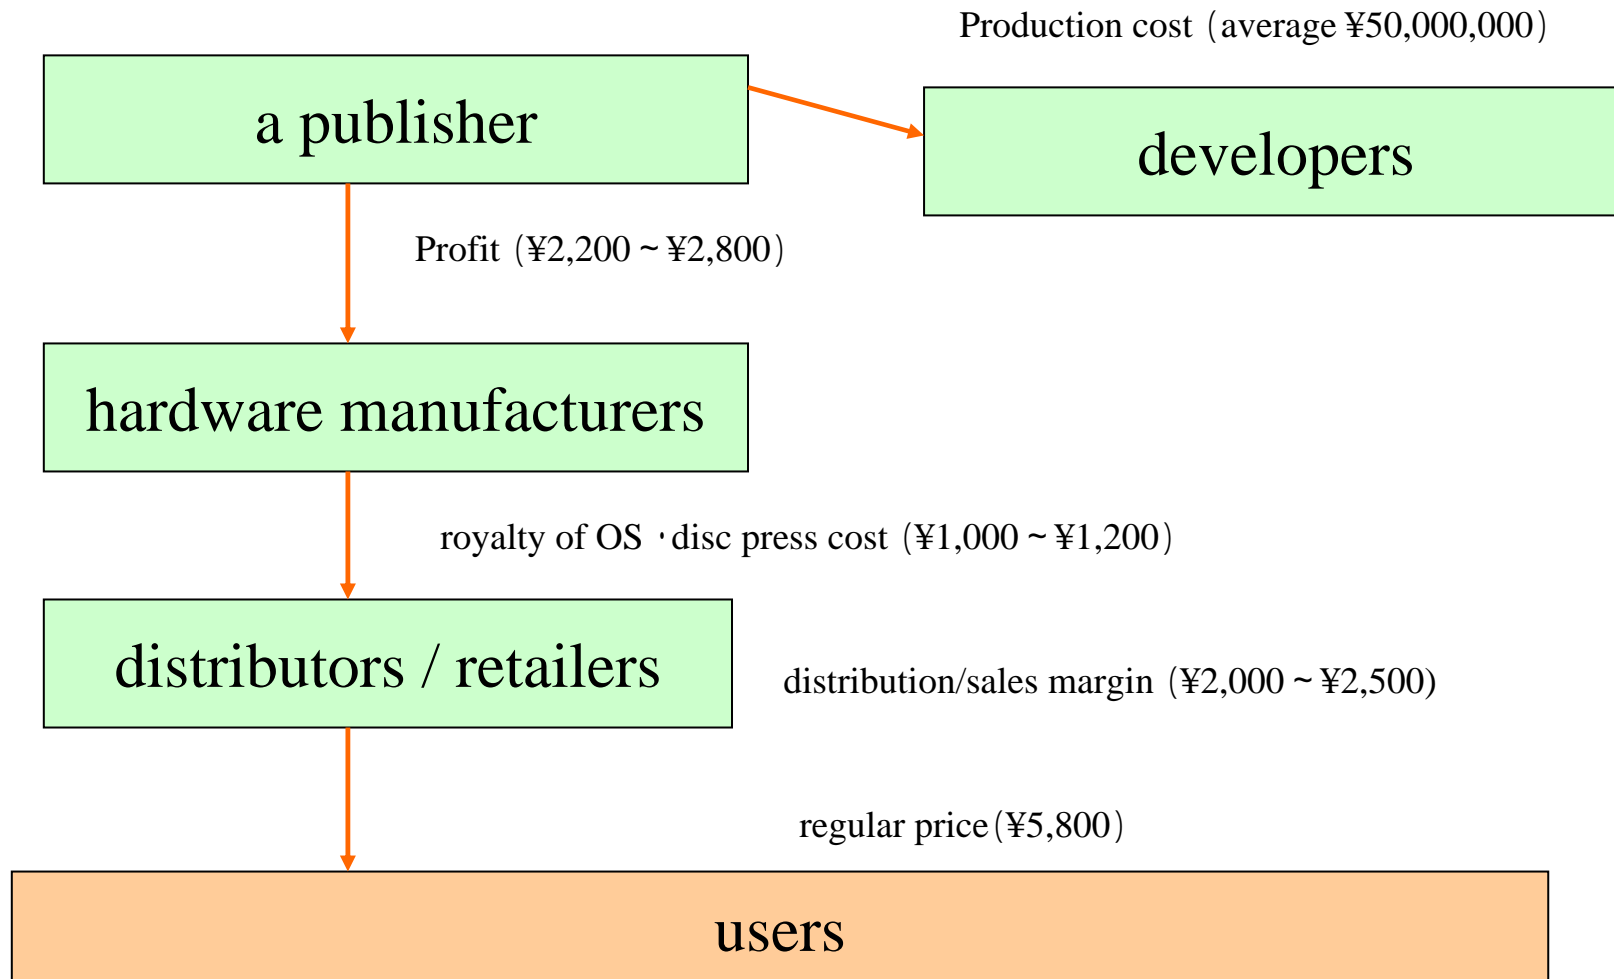 Production cost (average ¥50,000,000)
a publisher
developers
Profit (¥2,200 ~ ¥2,800)
hardware manufacturers
royalty of OS ・disc press cost (¥1,000 ~ ¥1,200)
distributors / retailers
distribution/sales margin (¥2,000 ~ ¥2,500)
regular price(¥5,800)
users